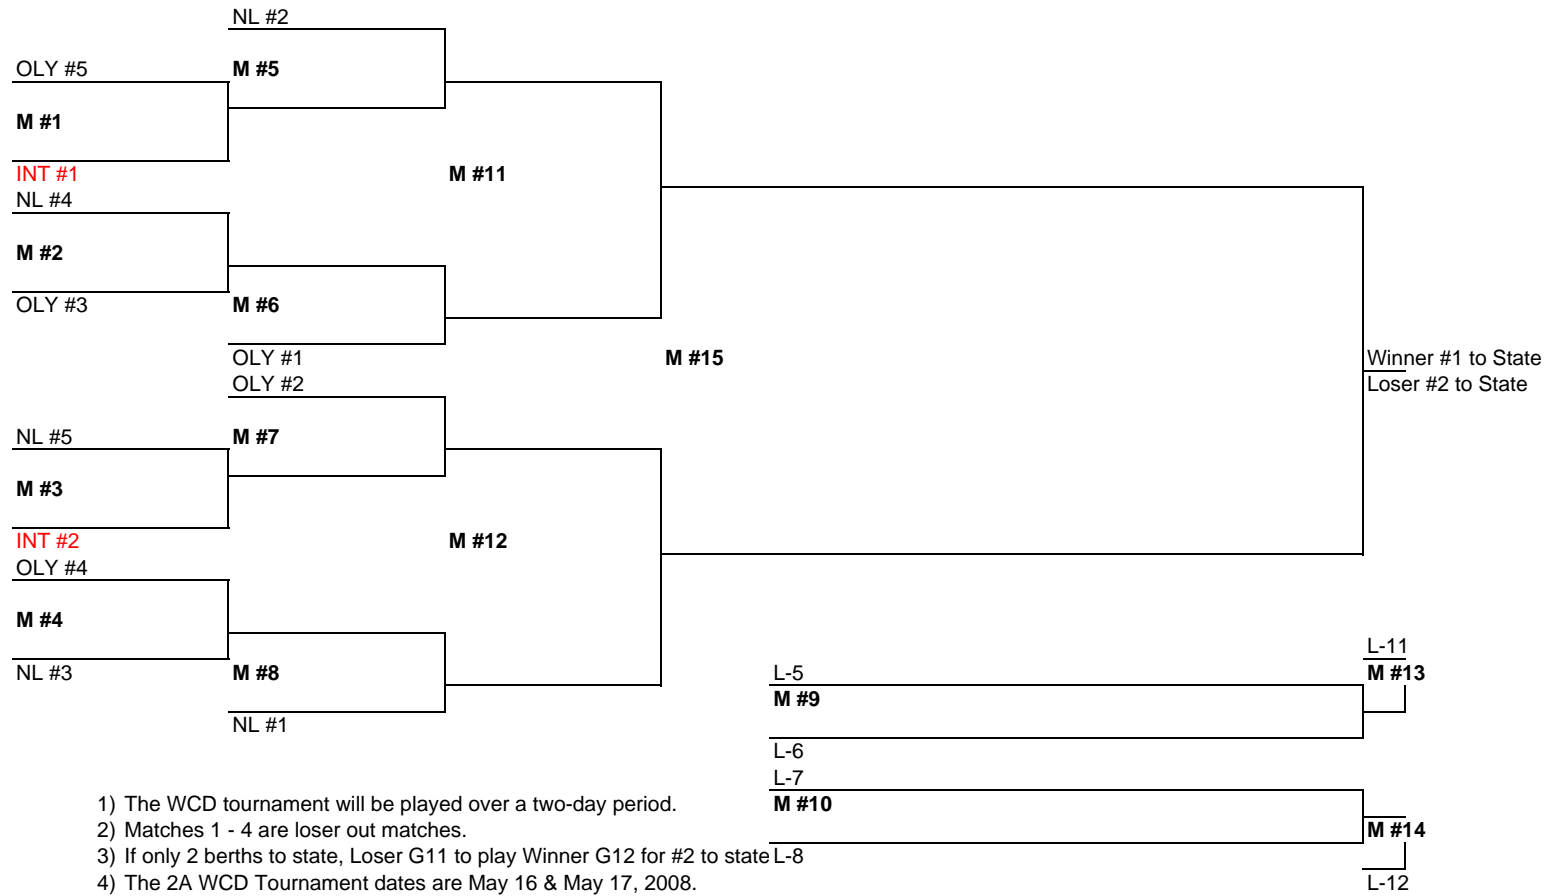 NL #2
OLY #5
M #5
M #1
INT #1
M #11
NL #4
M #2
OLY #3
M #6
OLY #1
M #15
Winner #1 to State
OLY #2
Loser #2 to State
NL #5
M #7
M #3
INT #2
M #12
OLY #4
M #4
L-11
NL #3
M #8
L-5
M #13
M #9
NL #1
L-6
L-7
1) The WCD tournament will be played over a two-day period.
M #10
2) Matches 1 - 4 are loser out matches.
M #14
3) If only 2 berths to state, Loser G11 to play Winner G12 for #2 to state
L-8
4) The 2A WCD Tournament dates are May 16 & May 17, 2008.
L-12